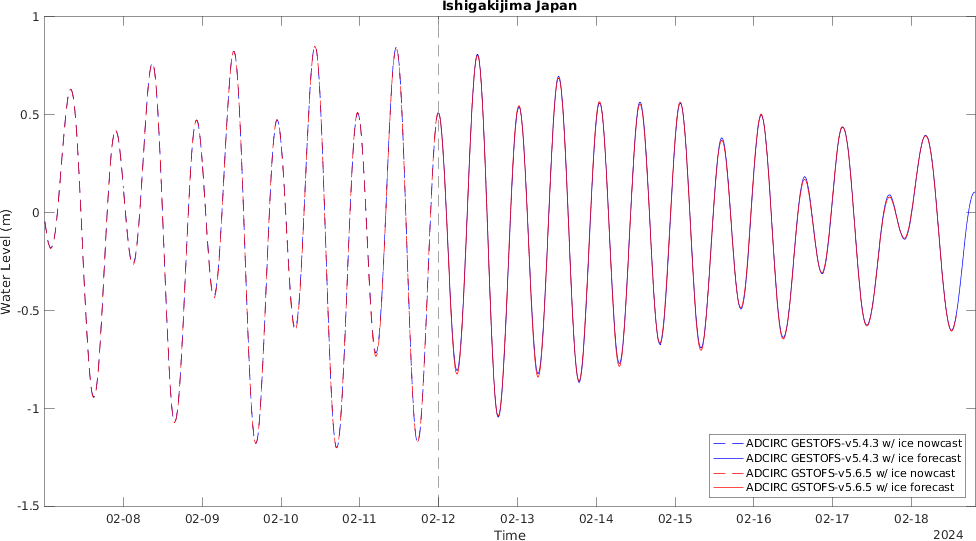 Ishigakijima Japan
1
0.5
0
-0.5
-1
-1.5
Water Level (m)
02-08
02-09
02-10
02-11
02-12
02-13
02-14
02-15
02-16
02-17
02-18
Time
2024
ADCIRC GESTOFS-v5.4.3 w/ ice nowcast
ADCIRC GESTOFS-v5.4.3 w/ ice forecast
ADCIRC GSTOFS-v5.6.5 w/ ice nowcast
ADCIRC GSTOFS-v5.6.5 w/ ice forecast